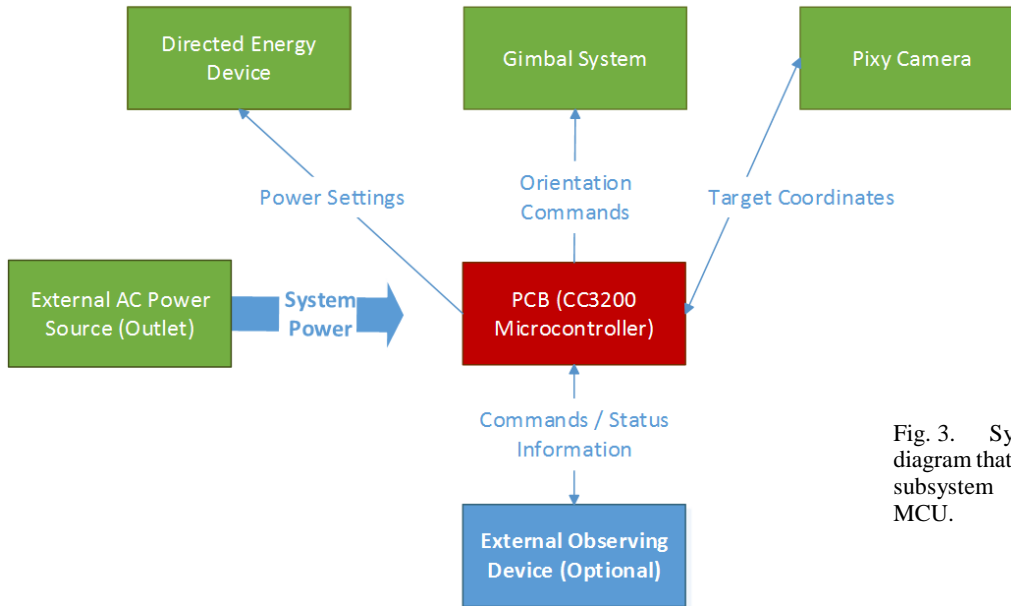 Directed Energy
Device
Gimbal System
Pixy Camera
Power Settings
Orientation
Commands
Target Coordinates
External AC Power
Source (Outlet)
System
Power
PCB (CC3200
Microcontroller)
Commands / Status
Information
External Observing
Device (Optional)
Fig. 3. Sy
diagram that
subsystem
MCU.